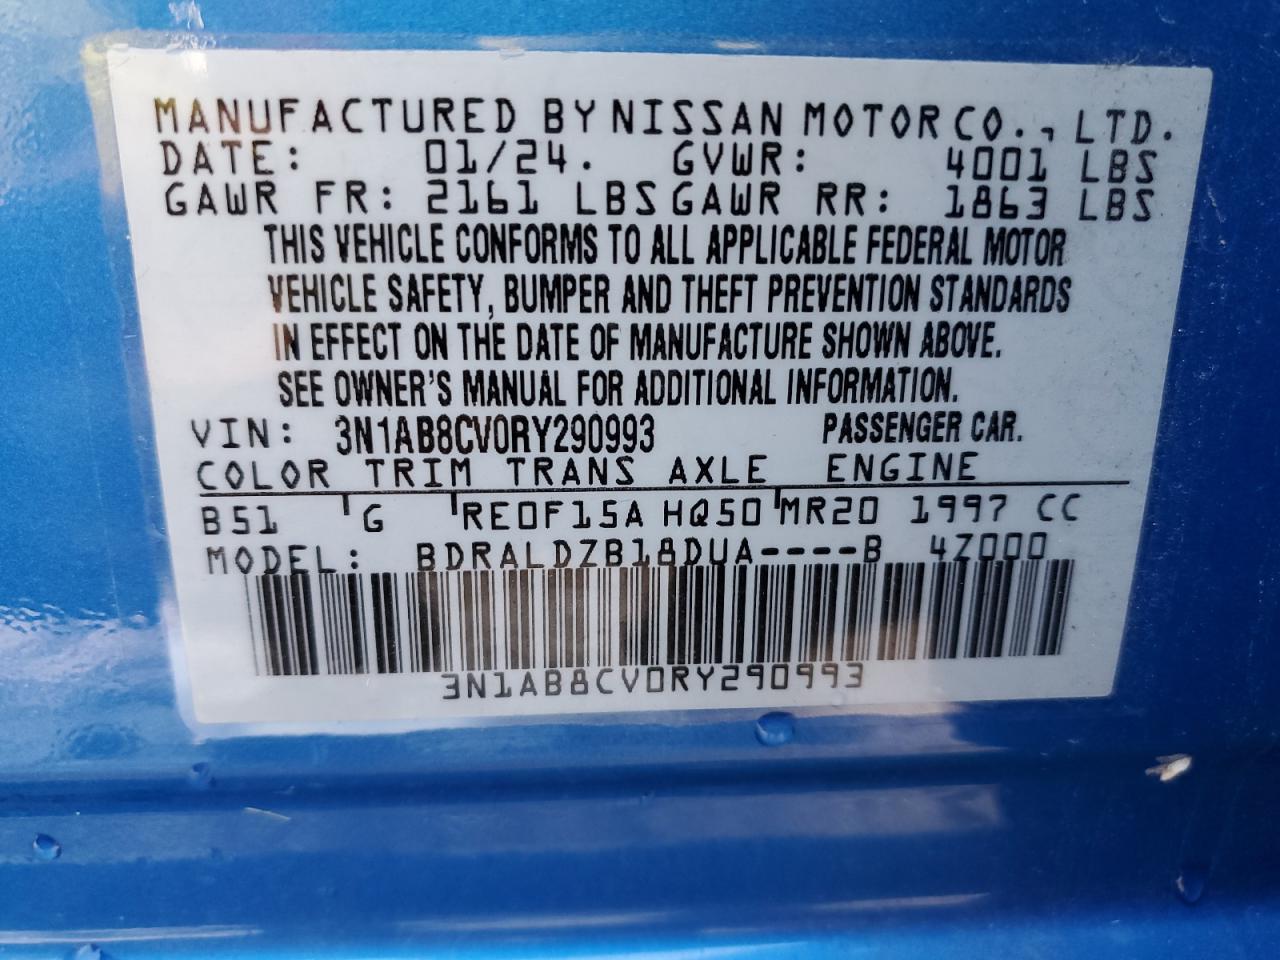 MANUFACTURED BY NISSAN MOTOR CO., LTD.
DATE: 01/24. GVWR: 4001 LBS
GAWR FR: 2161 LBS GAWR RR: 1863 LBS
THIS VEHICLE CONFORMS TO ALL APPLICABLE FEDERAL MOTOR
VEHICLE SAFETY, BUMPER AND THEFT PREVENTION STANDARDS
IN EFFECT ON THE DATE OF MANUFACTURE SHOWN ABOVE.
SEE OWNER'S MANUAL FOR ADDITIONAL INFORMATION.
VIN: 3N1AB8CV0RY290993 PASSENGER CAR.
COLOR TRIM TRANS AXLE ENGINE
B51 G RE0F15A HQ50 MR20 1997 CC
MODEL: BDRALDZB18DUA----B 4Z000
3N1AB8CV0RY290993